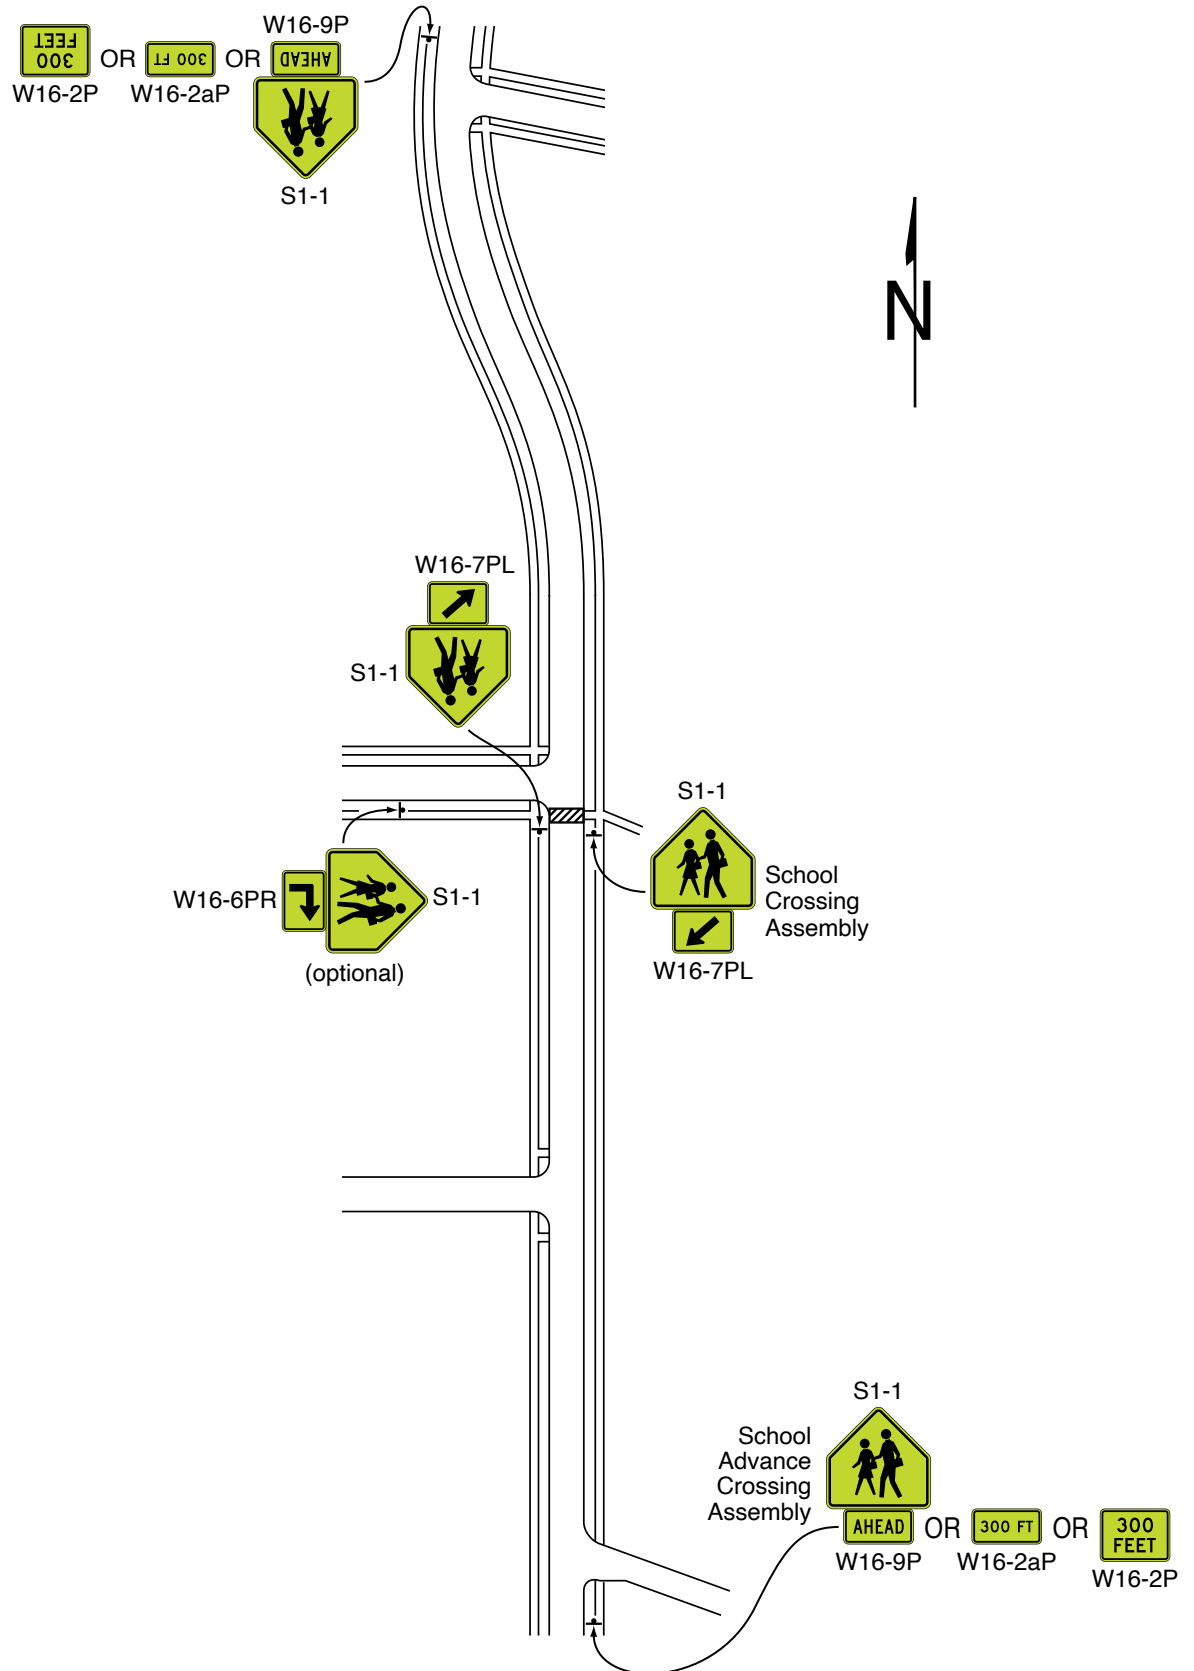 W16-9P
300
FEET
OR
300 FT
OR
AHEAD
W16-2P
W16-2aP
S1-1
N
W16-7PL
S1-1
S1-1
School
Crossing
Assembly
W16-7PL
W16-6PR
S1-1
(optional)
S1-1
School
Advance
Crossing
Assembly
AHEAD
OR
300 FT
OR
300
FEET
W16-9P
W16-2aP
W16-2P